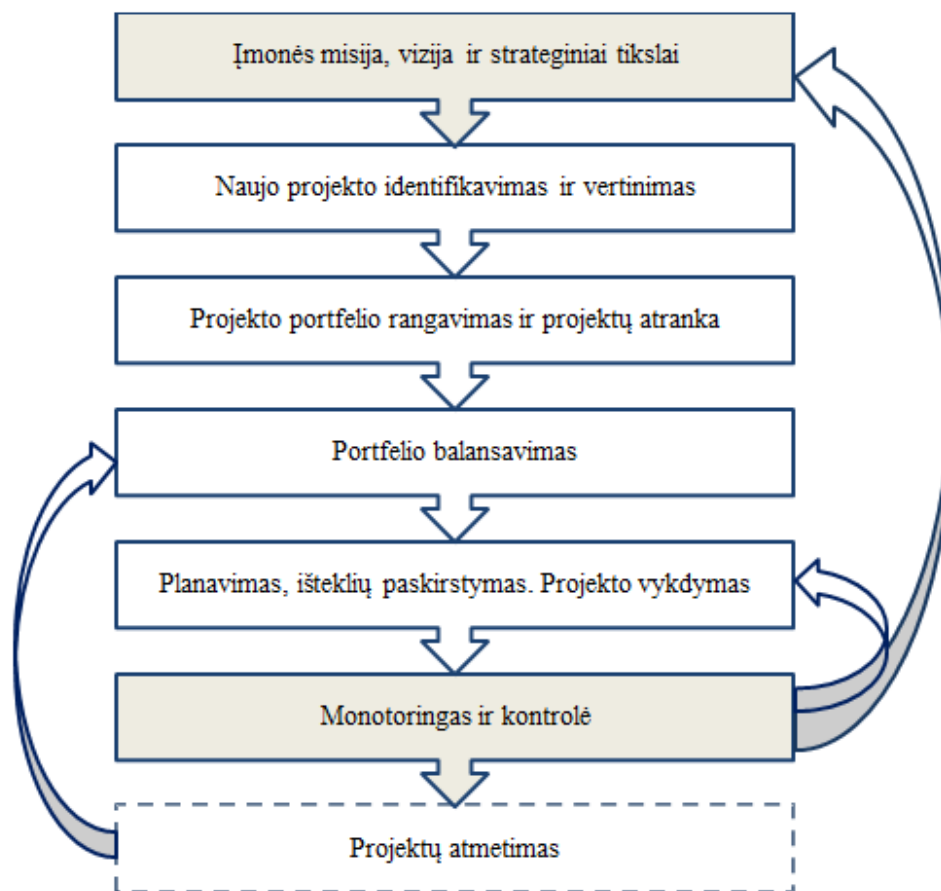 Įmonės misija, vizija ir strateginiai tikslai
Naujo projekto identifikavimas ir vertinimas
Projekto portfelio rangavimas ir projektų atranka
Portfelio balansavimas
Planavimas, išteklių paskirstymas. Projekto vykdymas
Monotoringas ir kontrolė
Projektų atmetimas